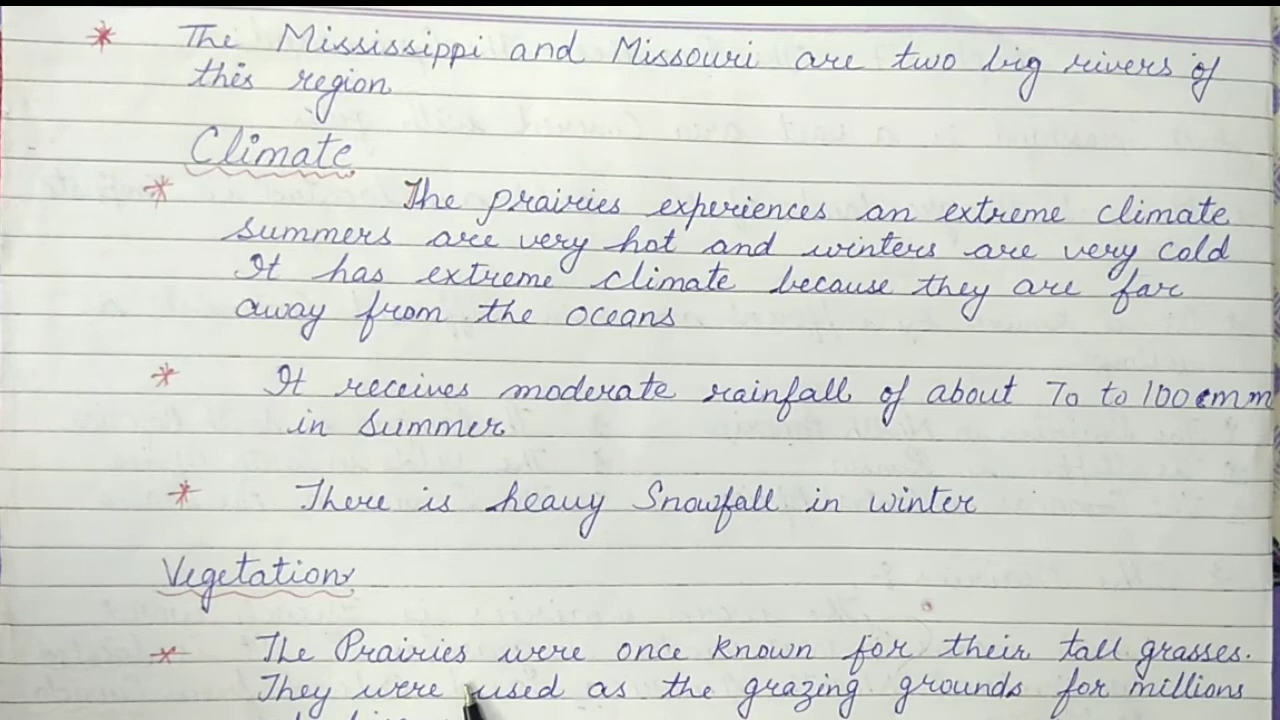 * The Mississippi and Missouri are two big rivers of
this region
Climate
* The prairies experiences an extreme climate
summers are very hot and winters are very cold
It has extreme climate because they are far
away from the oceans
* It receives moderate rainfall of about 70 to 100 cmm
in summer
* There is heavy Snowfall in winter
Vegetation
* The Prairies were once known for their tall grasses.
They were used as the grazing grounds for millions